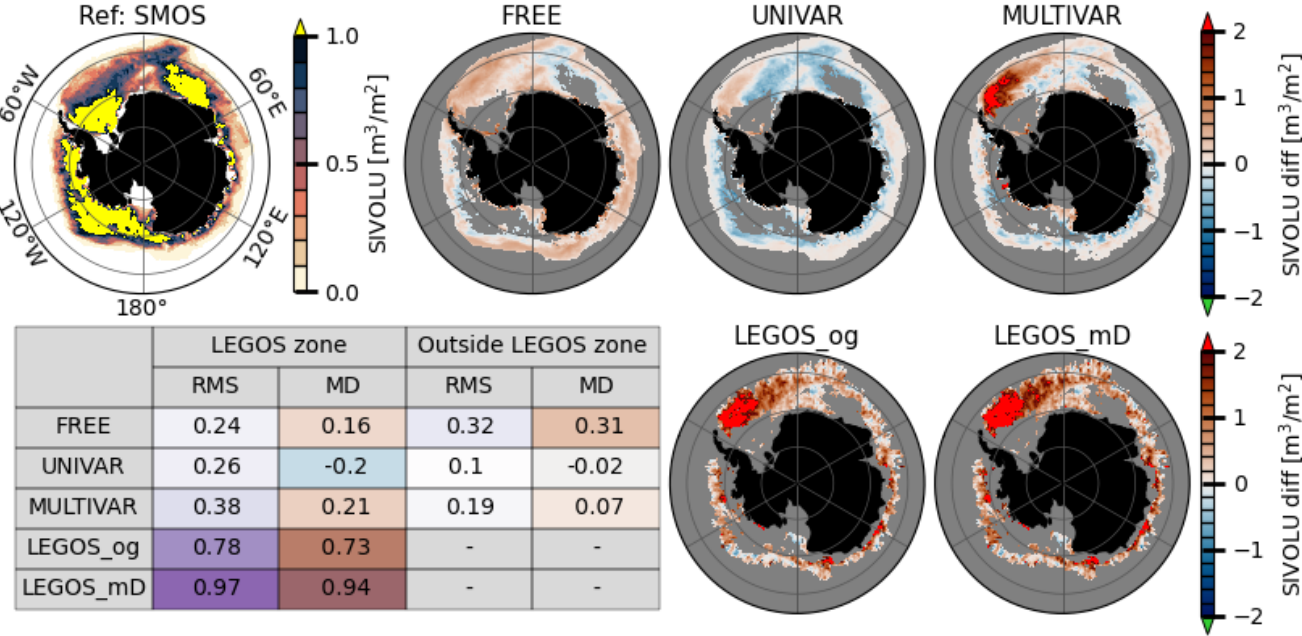 Ref: SMOS
60°W
60°E
120°W
120°E
180°
1.0
0.5
0.0
SIVOLU [m³/m²]
FREE
UNIVAR
MULTIVAR
2
1
0
−1
−2
SIVOLU diff [m³/m²]
LEGOS zone Outside LEGOS zone
RMS MD RMS MD
FREE 0.24 0.16 0.32 0.31
UNIVAR 0.26 -0.2 0.1 -0.02
MULTIVAR 0.38 0.21 0.19 0.07
LEGOS_og 0.78 0.73 - -
LEGOS_mD 0.97 0.94 - -
LEGOS_og
LEGOS_mD
2
1
0
−1
−2
SIVOLU diff [m³/m²]